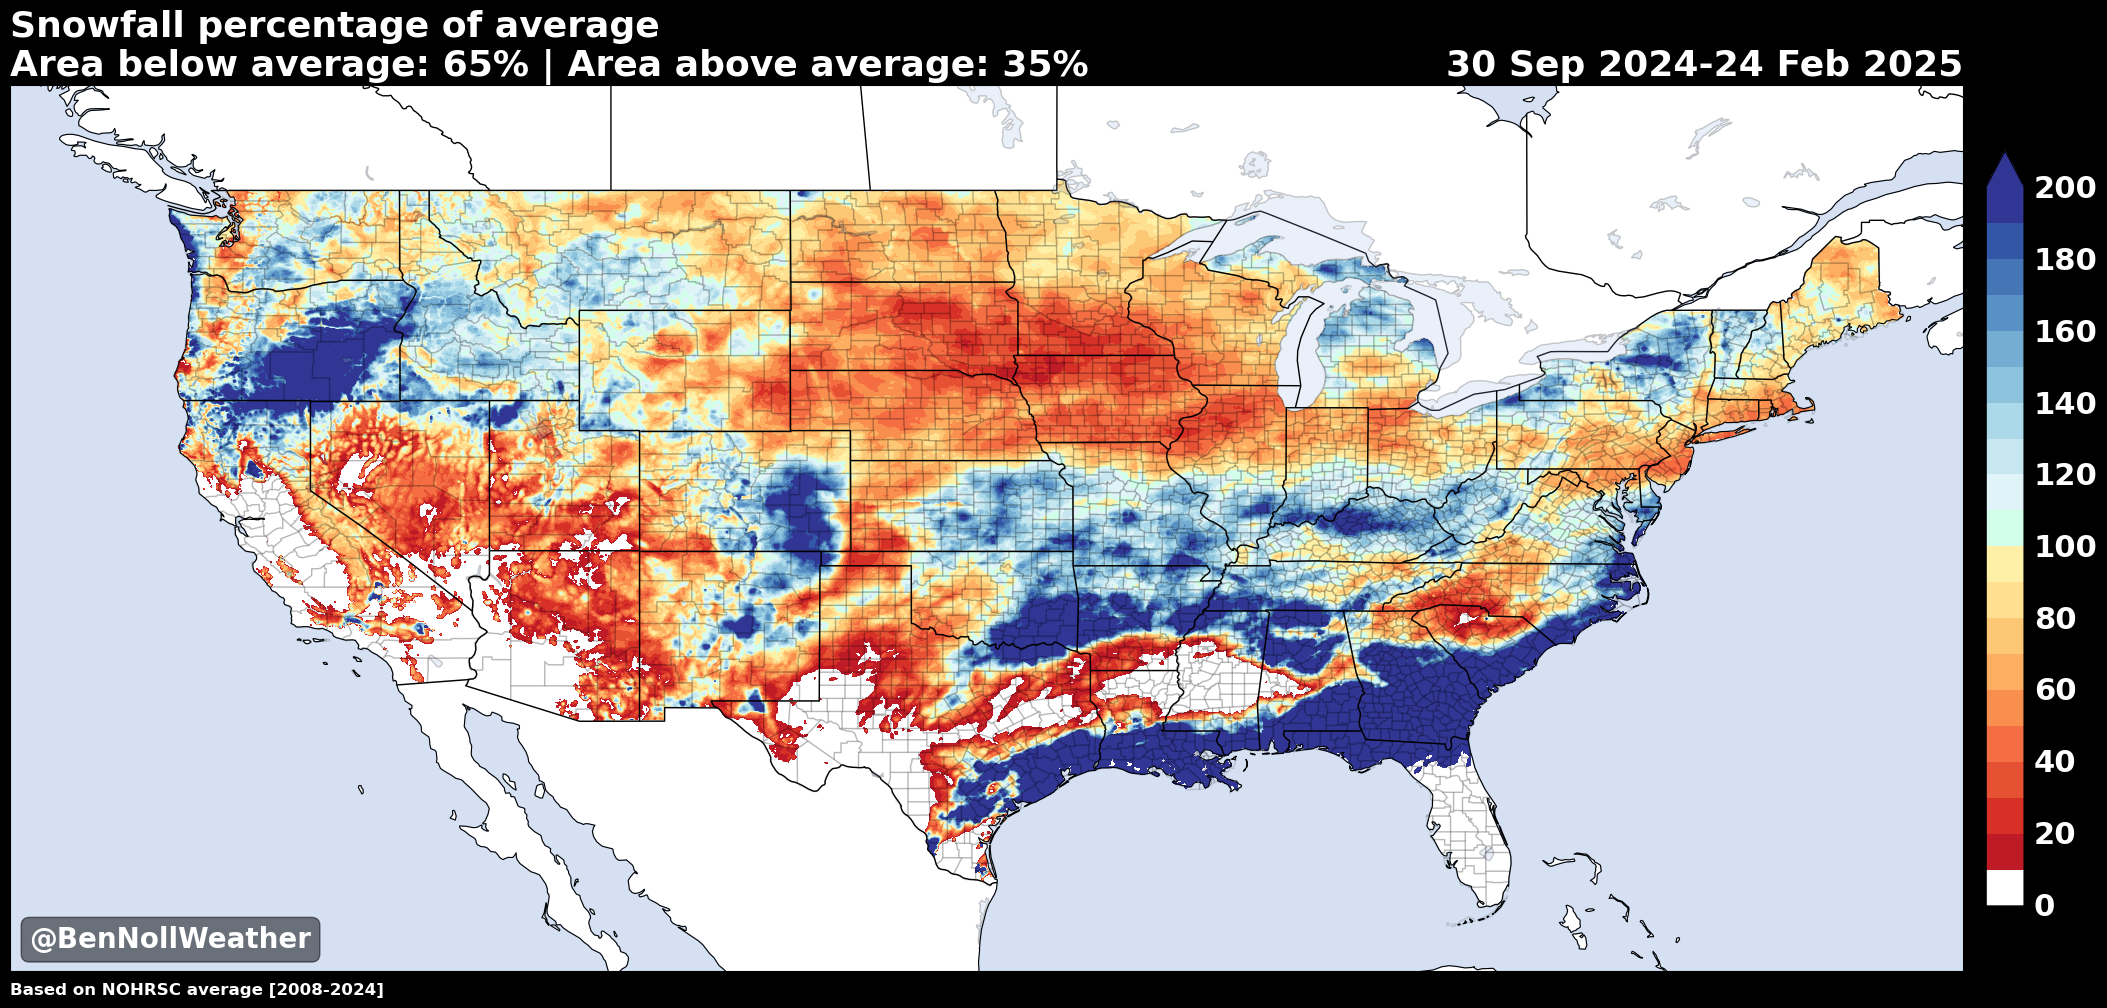 Snowfall percentage of average
Area below average: 65% | Area above average: 35%
30 Sep 2024-24 Feb 2025
200
180
160
140
120
100
80
60
40
20
0
@BenNollWeather
Based on NOHRSC average [2008-2024]